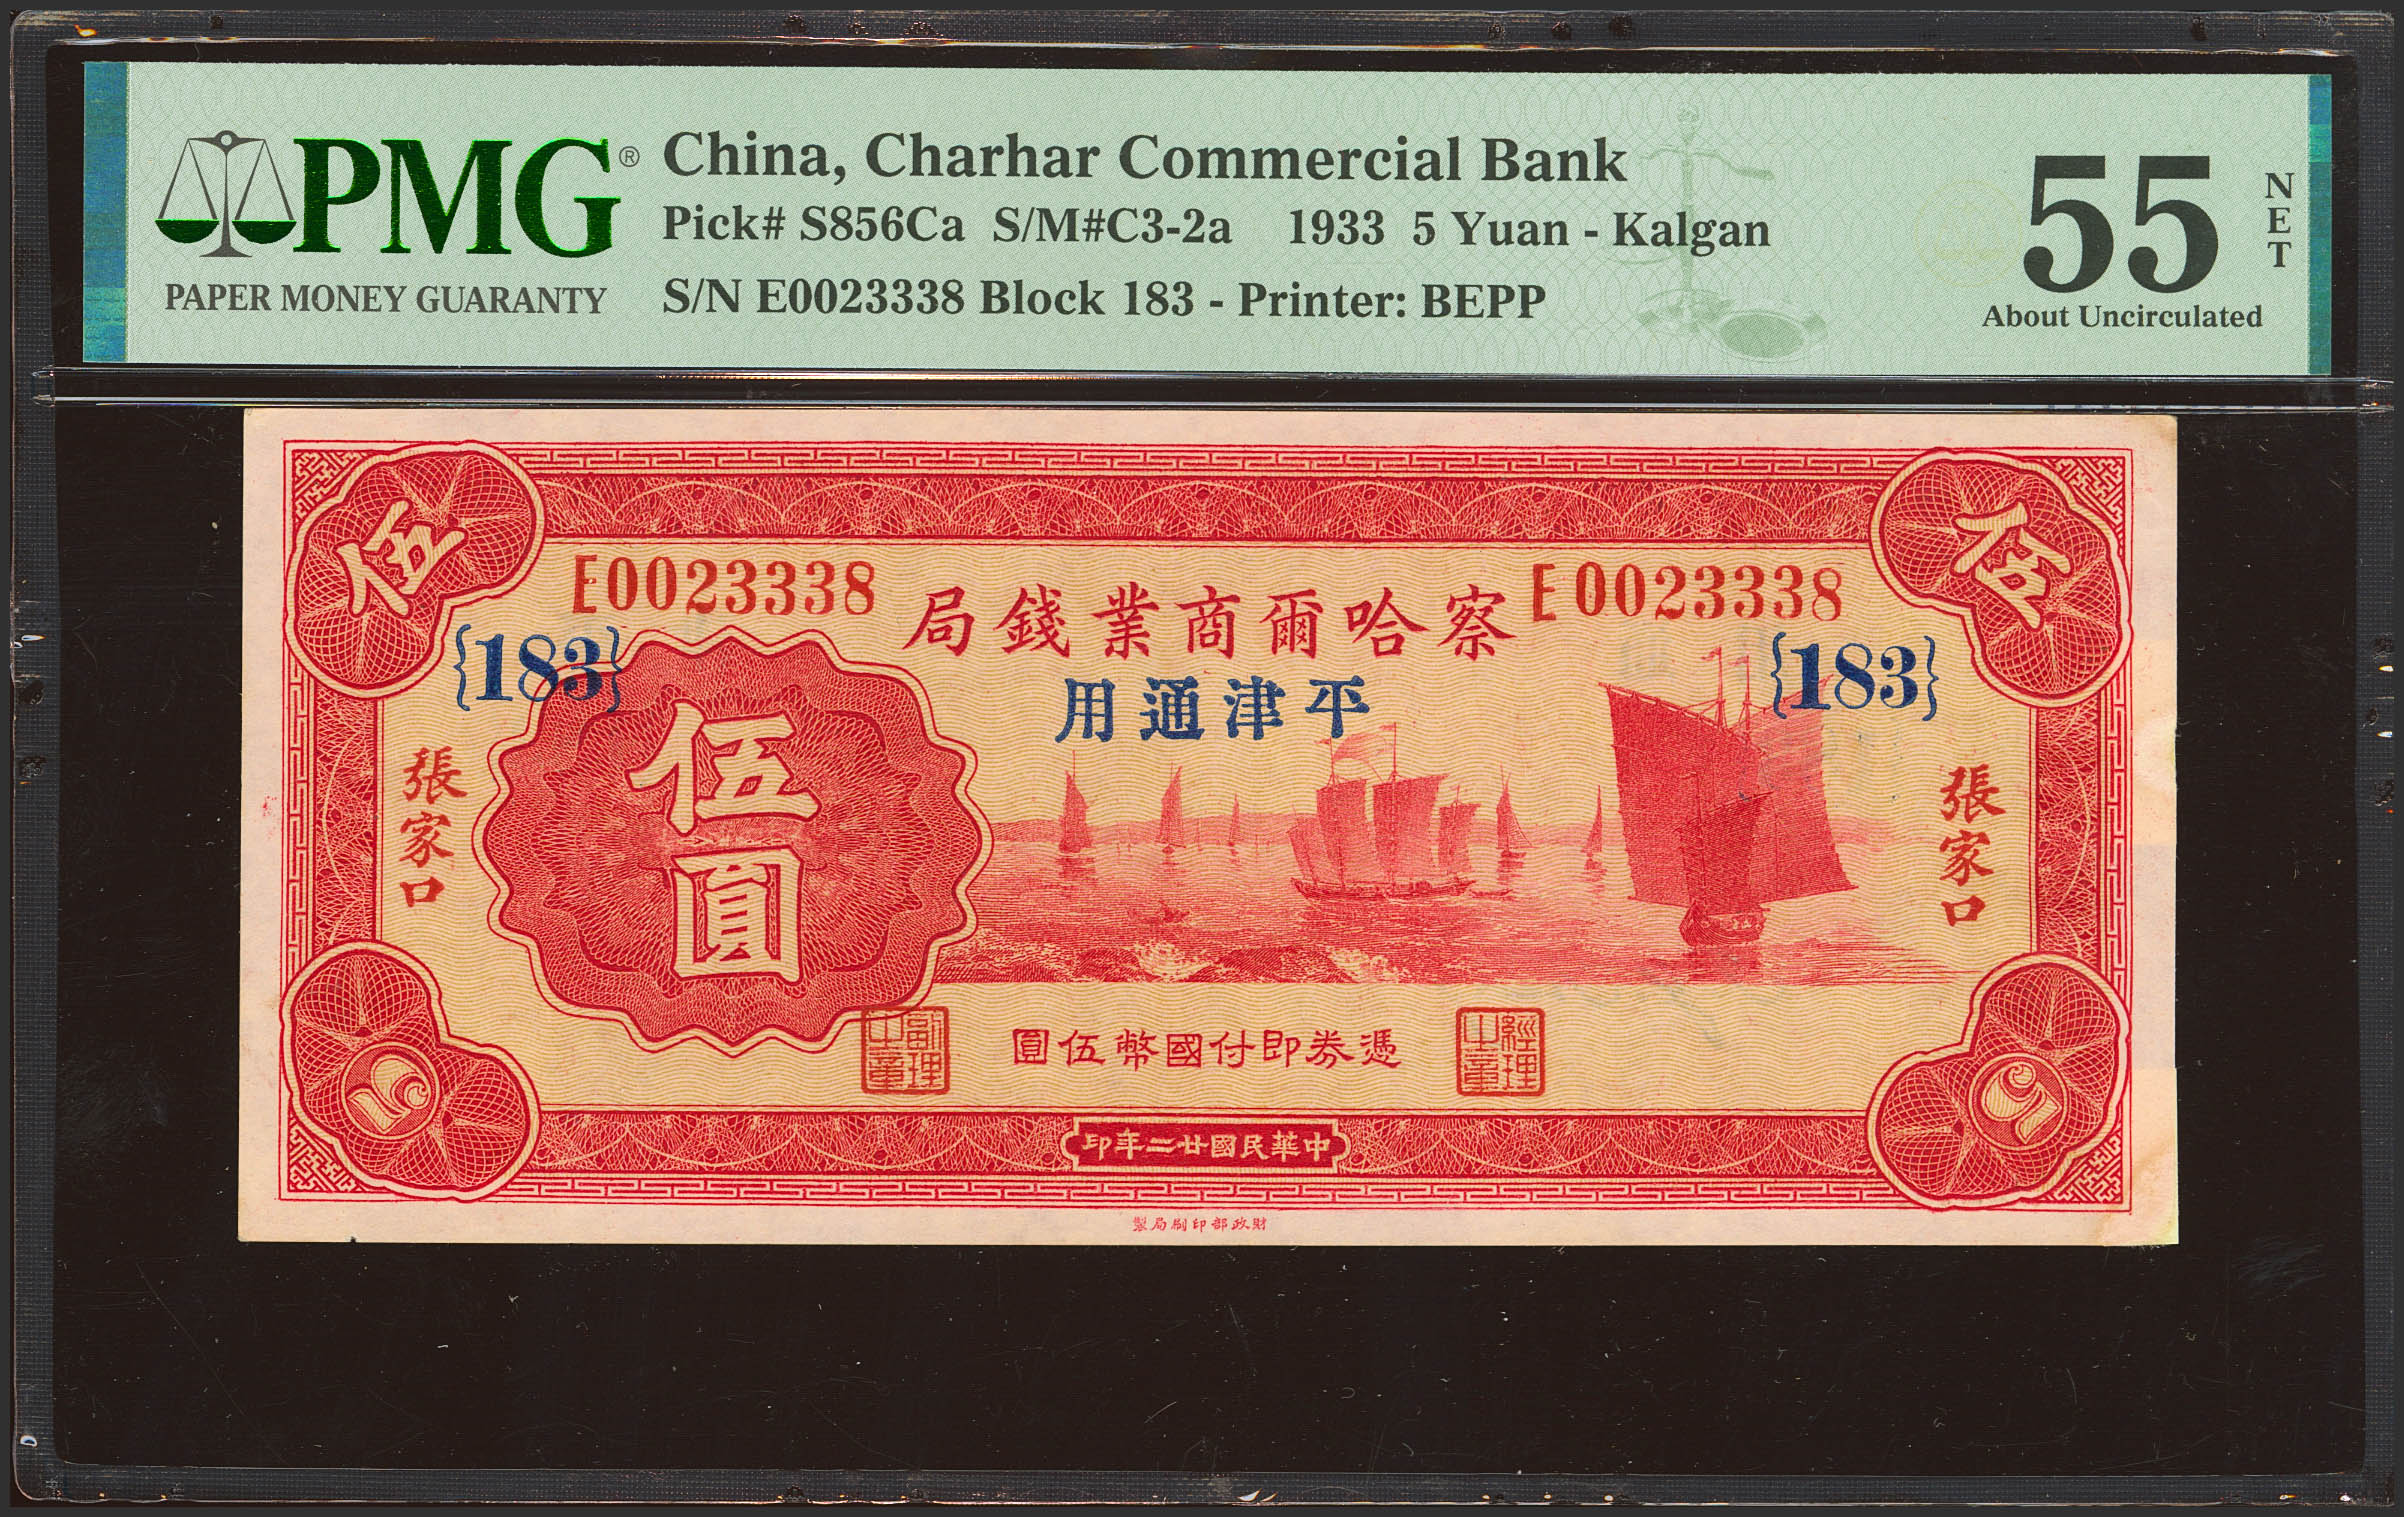 PMG®
PAPER MONEY GUARANTY
China, Charhar Commercial Bank
Pick# S856Ca S/M#C3-2a 1933 5 Yuan - Kalgan
S/N E0023338 Block 183 - Printer: BEPP
55
NET
About Uncirculated
伍
伍
E0023338
E0023338
察哈爾商業錢局
{183}
{183}
平津通用
伍圓
張家口
張家口
憑券即付國幣伍圓
副理
經理
5
5
中華民國廿二年印
財政部印刷局製